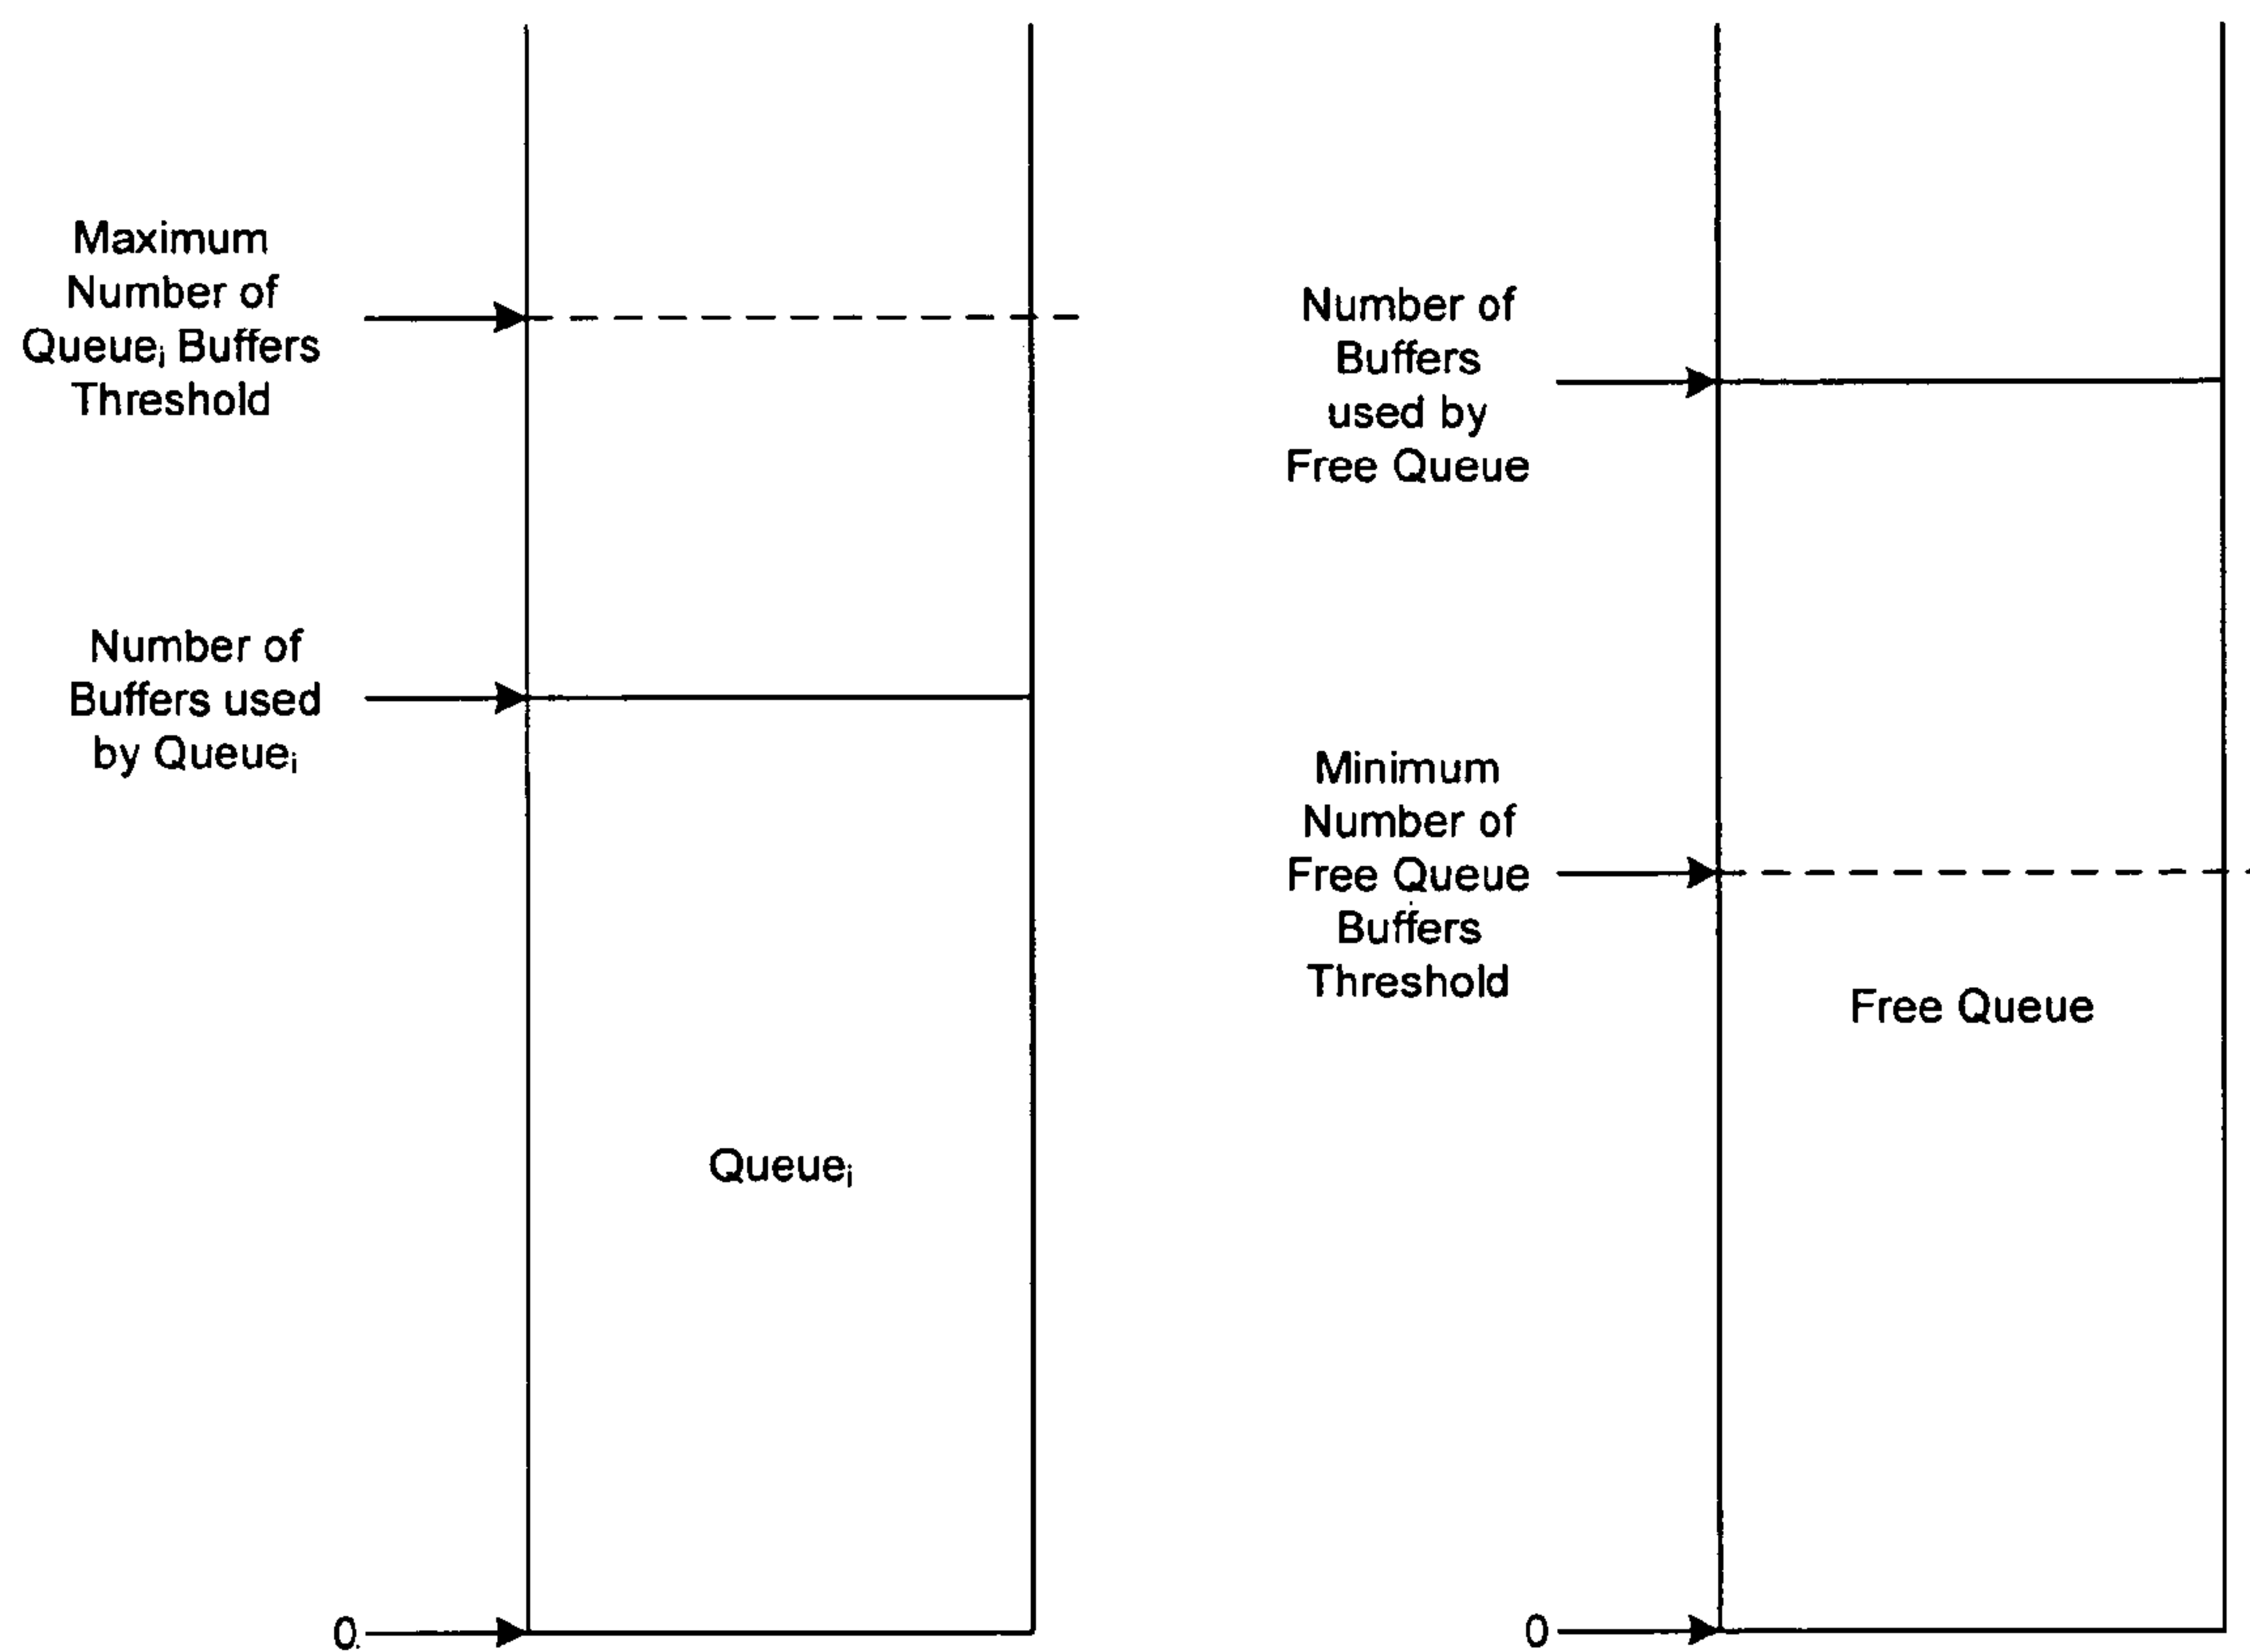 Maximum
Number of
Queueᵢ Buffers
Threshold
Number of
Buffers used
by Queueᵢ
Queueᵢ
0
Number of
Buffers
used by
Free Queue
Minimum
Number of
Free Queue
Buffers
Threshold
Free Queue
0